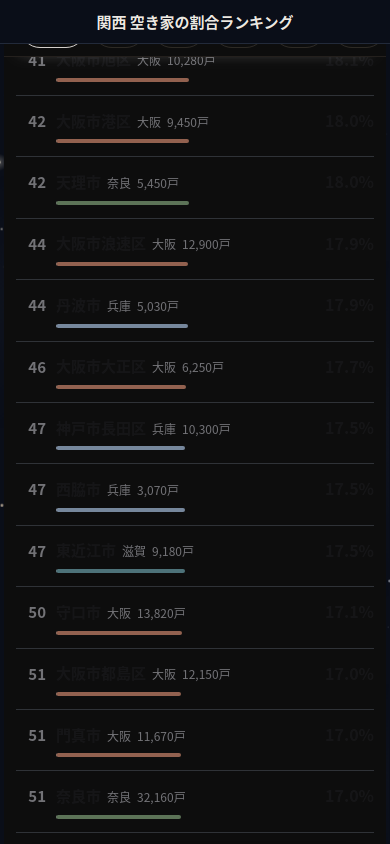 関西 空き家の割合ランキング
41 大阪市旭区 大阪 10,280戸 18.1%
42 大阪市港区 大阪 9,450戸 18.0%
42 天理市 奈良 5,450戸 18.0%
44 大阪市浪速区 大阪 12,900戸 17.9%
44 丹波市 兵庫 5,030戸 17.9%
46 大阪市大正区 大阪 6,250戸 17.7%
47 神戸市長田区 兵庫 10,300戸 17.5%
47 西脇市 兵庫 3,070戸 17.5%
47 東近江市 滋賀 9,180戸 17.5%
50 守口市 大阪 13,820戸 17.1%
51 大阪市都島区 大阪 12,150戸 17.0%
51 門真市 大阪 11,670戸 17.0%
51 奈良市 奈良 32,160戸 17.0%